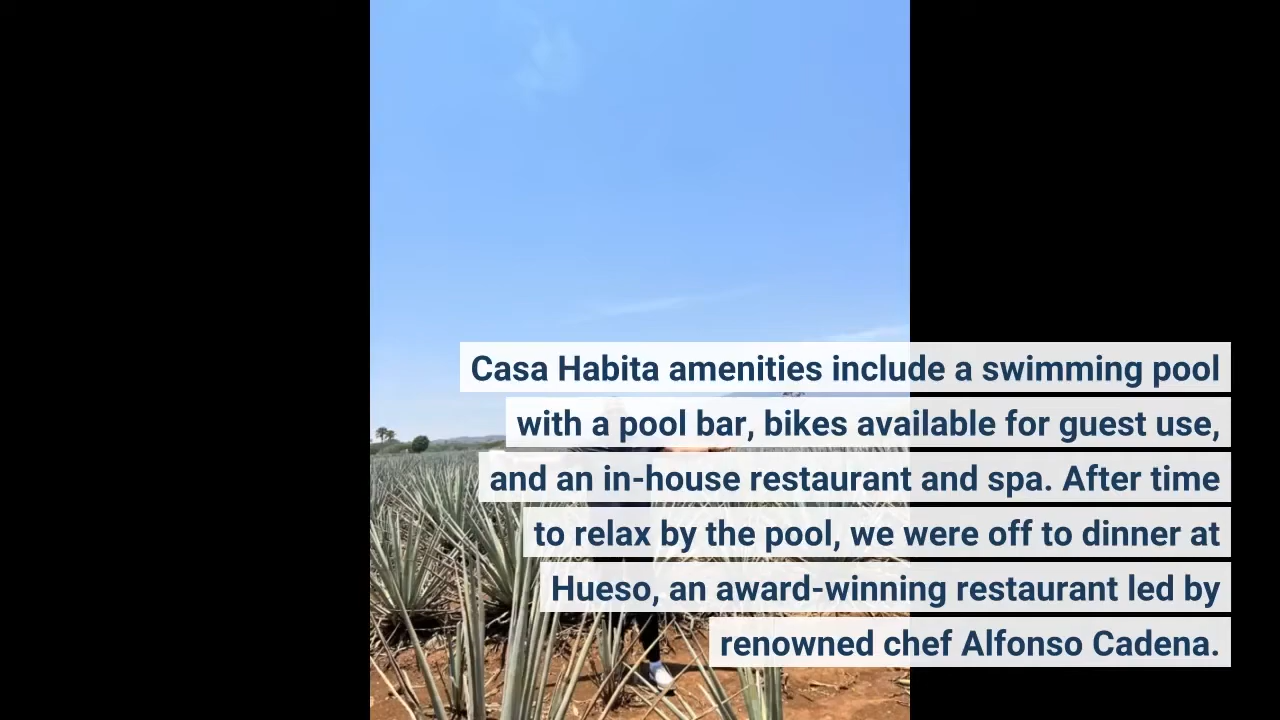 Casa Habita amenities include a swimming pool
with a pool bar, bikes available for guest use,
and an in-house restaurant and spa. After time
to relax by the pool, we were off to dinner at
Hueso, an award-winning restaurant led by
renowned chef Alfonso Cadena.